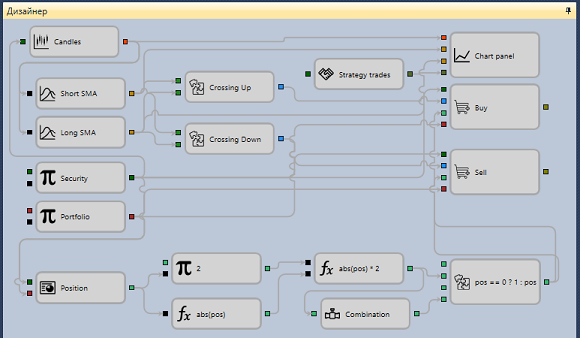 Дизайнер
Candles
Chart panel
Strategy trades
Short SMA
Crossing Up
Buy
Long SMA
Crossing Down
Security
Sell
Portfolio
Position
2
abs(pos) * 2
pos == 0 ? 1 : pos
abs(pos)
Combination